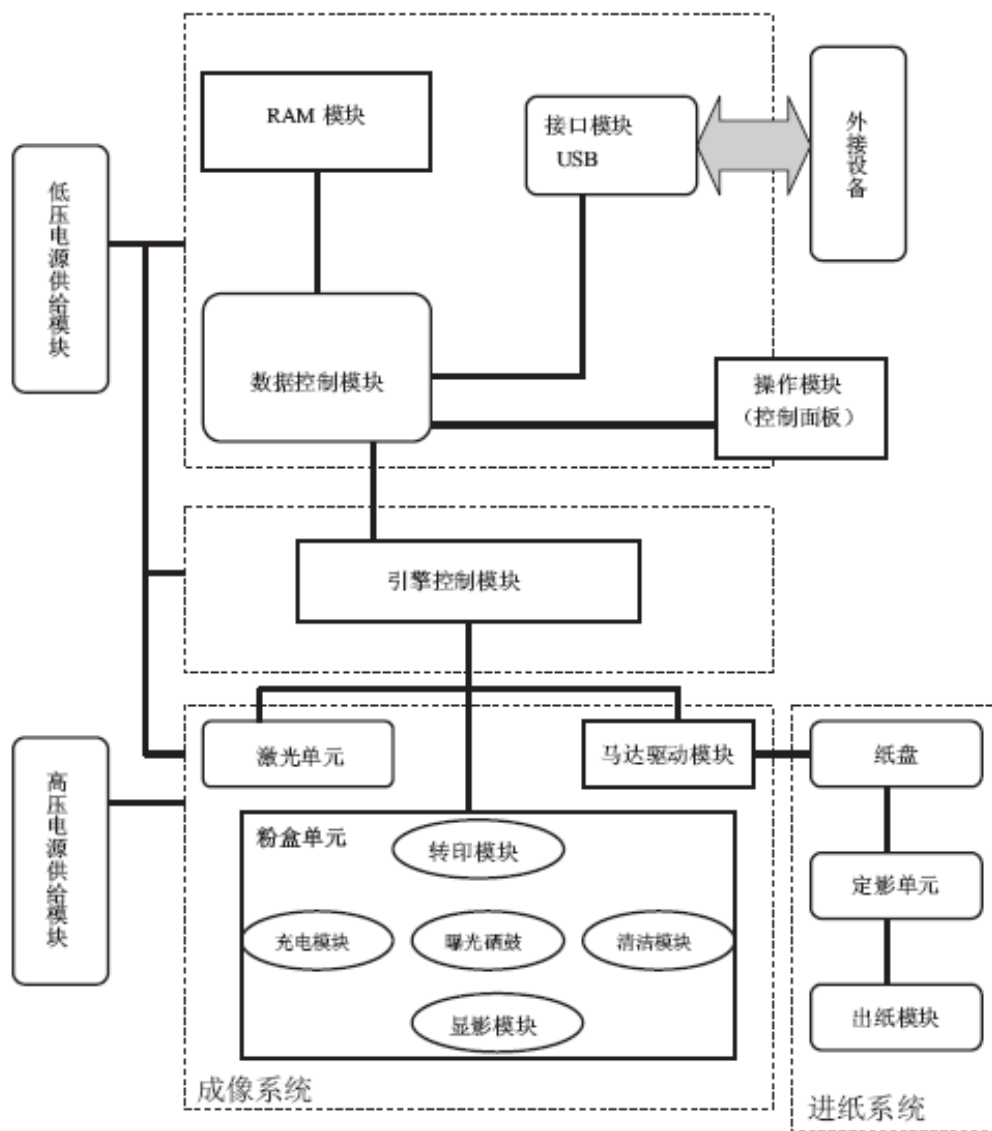 RAM 模块
接口模块
USB
外接设备
低压电源供给模块
数据控制模块
操作模块
（控制面板）
引擎控制模块
激光单元
马达驱动模块
纸盘
高压电源供给模块
粉盒单元
转印模块
定影单元
充电模块
曝光硒鼓
清洁模块
显影模块
出纸模块
成像系统
进纸系统